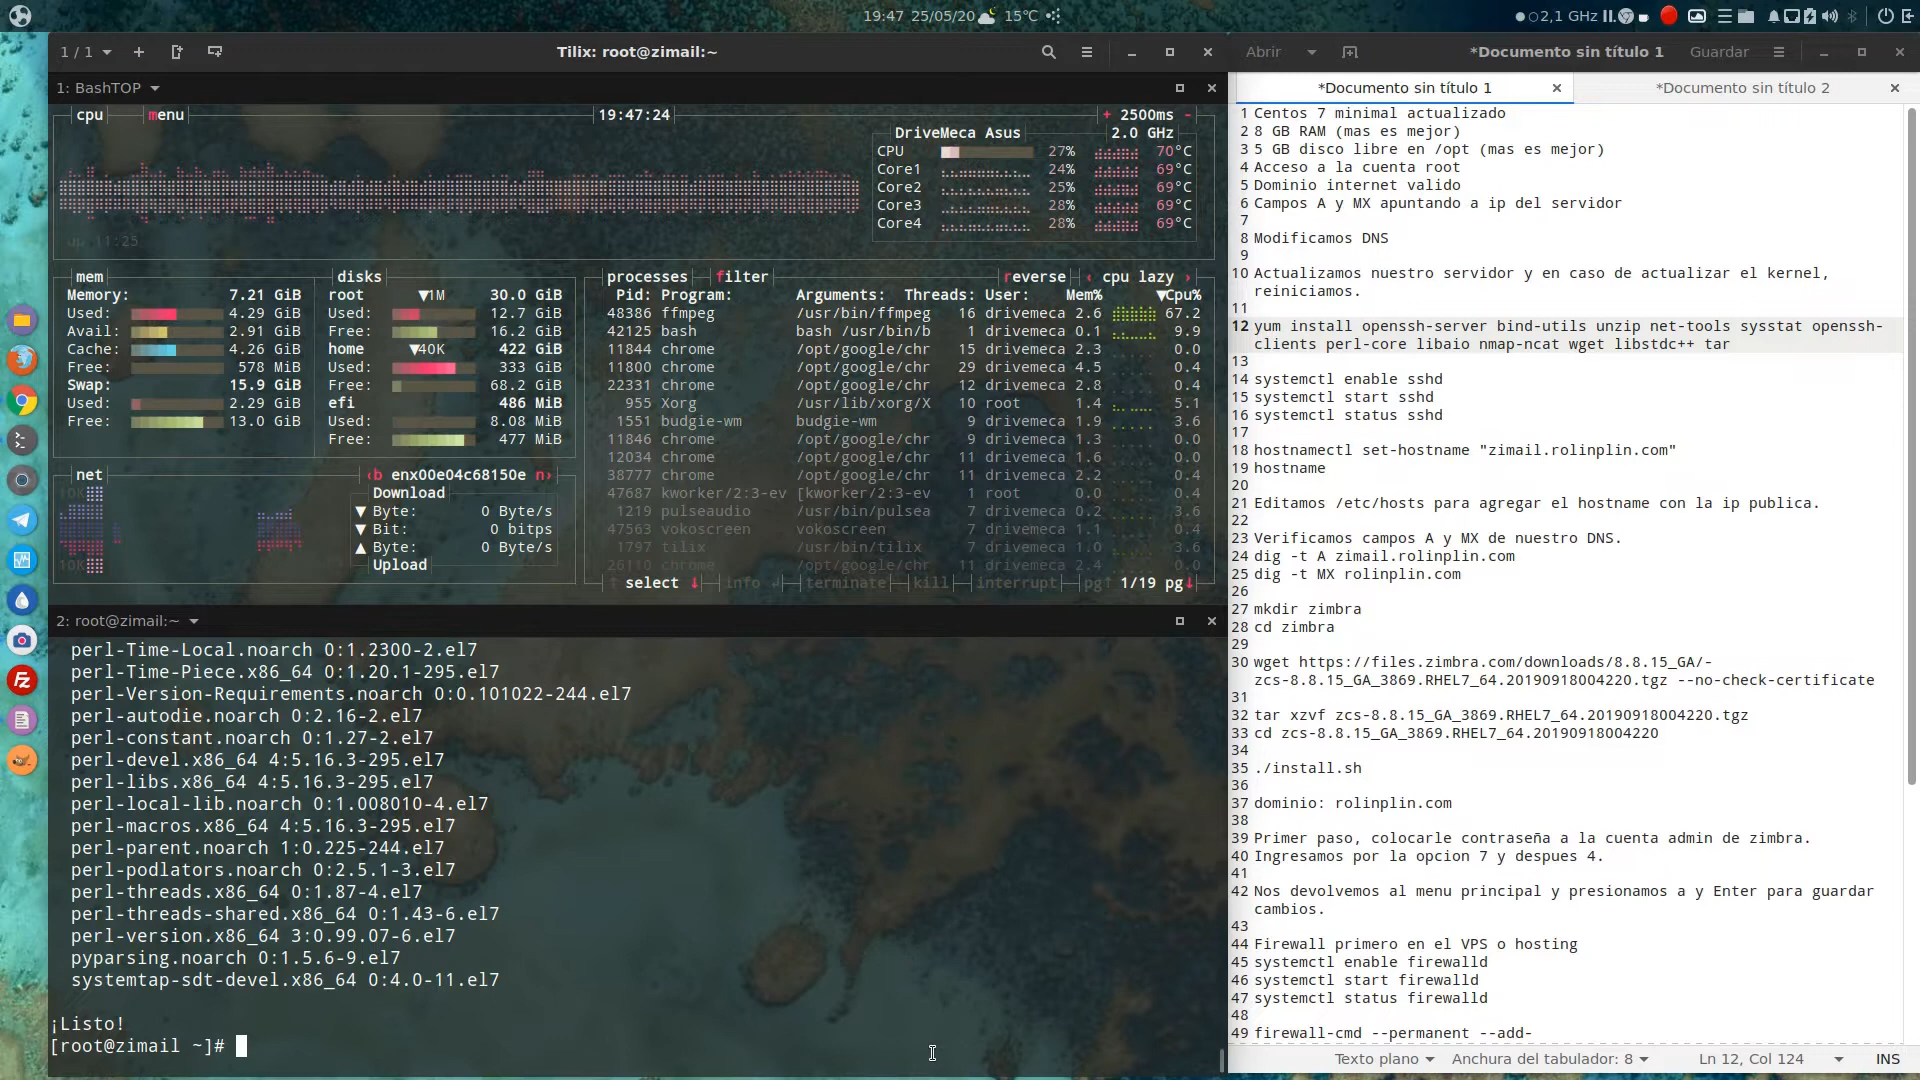 19:47 25/05/20 15°C
2,1 GHz
1 / 1
Tilix: root@zimail:~
1: BashTOP
cpu menu 19:47:24 + 2500ms -
DriveMeca Asus 2.0 GHz
CPU 27% 70°C
Core1 24% 69°C
Core2 25% 69°C
Core3 28% 69°C
Core4 28% 69°C
up 11:25
mem
Memory: 7.21 GiB
Used: 4.29 GiB
Avail: 2.91 GiB
Cache: 4.26 GiB
Free: 578 MiB
Swap: 15.9 GiB
Used: 2.29 GiB
Free: 13.0 GiB
disks
root ▼1M 30.0 GiB
Used: 12.7 GiB
Free: 16.2 GiB
home ▼40K 422 GiB
Used: 333 GiB
Free: 68.2 GiB
efi 486 MiB
Used: 8.08 MiB
Free: 477 MiB
net ‹b enx00e04c68150e n›
10K
10K
Download
▼ Byte: 0 Byte/s
▼ Bit: 0 bitps
▲ Byte: 0 Byte/s
Upload
processes filter reverse ‹ cpu lazy ›
Pid: Program: Arguments: Threads: User: Mem% ▼Cpu%
48386 ffmpeg /usr/bin/ffmpeg 16 drivemeca 2.6 67.2
42125 bash bash /usr/bin/b 1 drivemeca 0.1 9.9
11844 chrome /opt/google/chr 15 drivemeca 2.3 0.0
11800 chrome /opt/google/chr 29 drivemeca 4.5 0.4
22331 chrome /opt/google/chr 12 drivemeca 2.8 0.4
955 Xorg /usr/lib/xorg/X 10 root 1.4 5.1
1551 budgie-wm budgie-wm 9 drivemeca 1.9 3.6
11846 chrome /opt/google/chr 9 drivemeca 1.3 0.0
12034 chrome /opt/google/chr 11 drivemeca 1.6 0.0
38777 chrome /opt/google/chr 11 drivemeca 2.2 0.4
47687 kworker/2:3-ev [kworker/2:3-ev 1 root 0.0 0.4
1219 pulseaudio /usr/bin/pulsea 7 drivemeca 0.2 3.6
47563 vokoscreen vokoscreen 7 drivemeca 1.1 0.4
1797 tilix /usr/bin/tilix 7 drivemeca 1.0 3.6
26110 chrome /opt/google/chr 11 drivemeca 2.4 0.0
↑ select ↓ info ↲ terminate kill interrupt pg↑ 1/19 pg↓
2: root@zimail:~
perl-Time-Local.noarch 0:1.2300-2.el7
perl-Time-Piece.x86_64 0:1.20.1-295.el7
perl-Version-Requirements.noarch 0:0.101022-244.el7
perl-autodie.noarch 0:2.16-2.el7
perl-constant.noarch 0:1.27-2.el7
perl-devel.x86_64 4:5.16.3-295.el7
perl-libs.x86_64 4:5.16.3-295.el7
perl-local-lib.noarch 0:1.008010-4.el7
perl-macros.x86_64 4:5.16.3-295.el7
perl-parent.noarch 1:0.225-244.el7
perl-podlators.noarch 0:2.5.1-3.el7
perl-threads.x86_64 0:1.87-4.el7
perl-threads-shared.x86_64 0:1.43-6.el7
perl-version.x86_64 3:0.99.07-6.el7
pyparsing.noarch 0:1.5.6-9.el7
systemtap-sdt-devel.x86_64 0:4.0-11.el7
¡Listo!
[root@zimail ~]#
Abrir *Documento sin título 1 Guardar
*Documento sin título 1 *Documento sin título 2
1 Centos 7 minimal actualizado
2 8 GB RAM (mas es mejor)
3 5 GB disco libre en /opt (mas es mejor)
4 Acceso a la cuenta root
5 Dominio internet valido
6 Campos A y MX apuntando a ip del servidor
7
8 Modificamos DNS
9
10 Actualizamos nuestro servidor y en caso de actualizar el kernel,
reiniciamos.
11
12 yum install openssh-server bind-utils unzip net-tools sysstat openssh-
clients perl-core libaio nmap-ncat wget libstdc++ tar
13
14 systemctl enable sshd
15 systemctl start sshd
16 systemctl status sshd
17
18 hostnamectl set-hostname "zimail.rolinplin.com"
19 hostname
20
21 Editamos /etc/hosts para agregar el hostname con la ip publica.
22
23 Verificamos campos A y MX de nuestro DNS.
24 dig -t A zimail.rolinplin.com
25 dig -t MX rolinplin.com
26
27 mkdir zimbra
28 cd zimbra
29
30 wget https://files.zimbra.com/downloads/8.8.15_GA/-
zcs-8.8.15_GA_3869.RHEL7_64.20190918004220.tgz --no-check-certificate
31
32 tar xzvf zcs-8.8.15_GA_3869.RHEL7_64.20190918004220.tgz
33 cd zcs-8.8.15_GA_3869.RHEL7_64.20190918004220
34
35 ./install.sh
36
37 dominio: rolinplin.com
38
39 Primer paso, colocarle contraseña a la cuenta admin de zimbra.
40 Ingresamos por la opcion 7 y despues 4.
41
42 Nos devolvemos al menu principal y presionamos a y Enter para guardar
cambios.
43
44 Firewall primero en el VPS o hosting
45 systemctl enable firewalld
46 systemctl start firewalld
47 systemctl status firewalld
48
49 firewall-cmd --permanent --add-
Texto plano Anchura del tabulador: 8 Ln 12, Col 124 INS